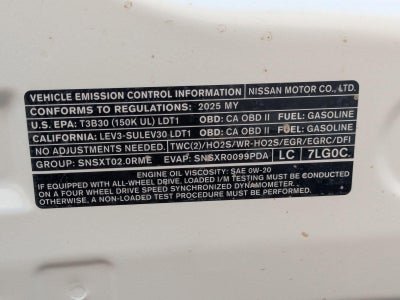 VEHICLE EMISSION CONTROL INFORMATION NISSAN MOTOR CO., LTD.
CONFORMS TO REGULATIONS: 2025 MY
U.S. EPA: T3B30 (150K UL) LDT1 OBD: CA OBD II FUEL: GASOLINE
CALIFORNIA: LEV3-SULEV30 LDT1 OBD: CA OBD II FUEL: GASOLINE
NO ADJUSTMENTS NEEDED. TWC(2)/HO2S/WR-HO2S/EGR/EGRC/DFI
GROUP: SNSXT02.0RME EVAP: SNSXR0099PDA LC 7LG0C.
ENGINE OIL VISCOSITY: SAE 0W-20
IF EQUIPPED WITH ALL-WHEEL DRIVE, LOADED I/M TESTING MUST BE CONDUCTED
ON A FOUR WHEEL DRIVE SPEED SYNCHRONIZED DYNAMOMETER.
OTHERWISE, A NON-LOADED TEST PROCEDURE MUST BE PERFORMED.